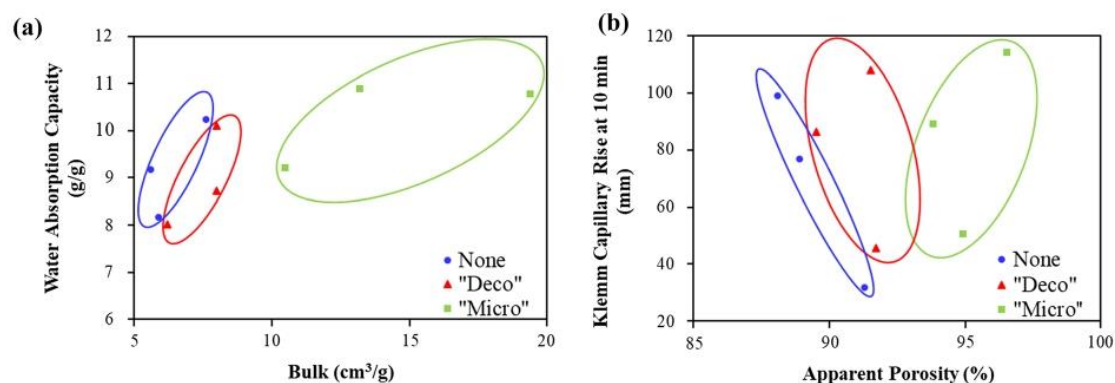 (a)
Water Absorption Capacity
(g/g)
12
11
10
9
8
7
6
5
10
15
20
Bulk (cm³/g)
None
"Deco"
"Micro"
(b)
Klemm Capillary Rise at 10 min
(mm)
120
100
80
60
40
20
85
90
95
100
Apparent Porosity (%)
None
"Deco"
"Micro"